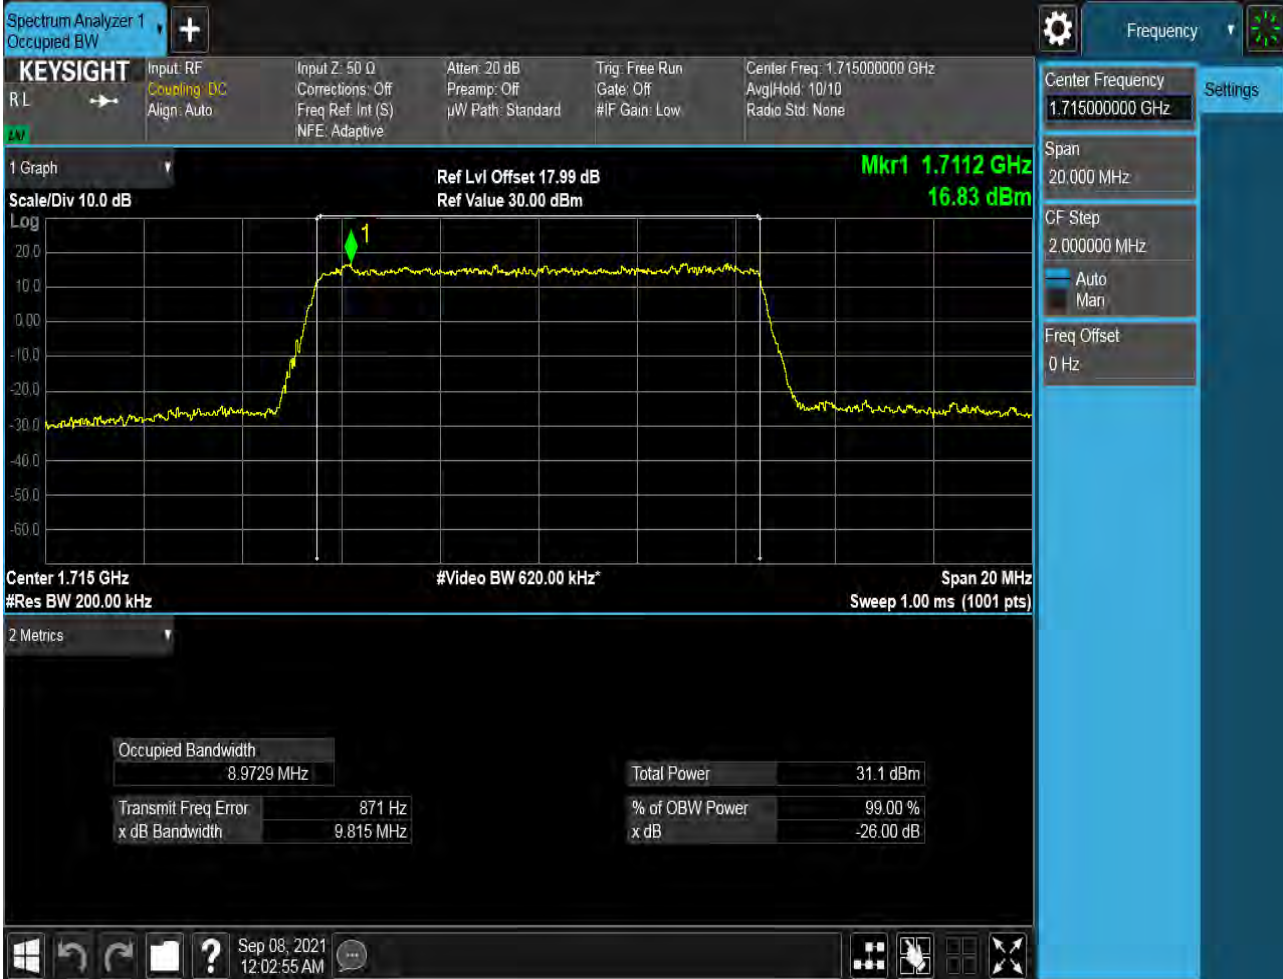 Spectrum Analyzer 1
Occupied BW
Frequency
KEYSIGHT
R L
Input: RF
Coupling: DC
Align: Auto
Input Z: 50 Ω
Corrections: Off
Freq Ref: Int (S)
NFE: Adaptive
Atten: 20 dB
Preamp: Off
µW Path: Standard
Trig: Free Run
Gate: Off
#IF Gain: Low
Center Freq: 1.715000000 GHz
Avg|Hold: 10/10
Radio Std: None
Center Frequency
1.715000000 GHz
Settings
Span
20.000 MHz
CF Step
2.000000 MHz
Auto
Man
Freq Offset
0 Hz
1 Graph
Scale/Div 10.0 dB
Ref Lvl Offset 17.99 dB
Ref Value 30.00 dBm
Mkr1 1.7112 GHz
16.83 dBm
Log
1
20.0
10.0
0.00
-10.0
-20.0
-30.0
-40.0
-50.0
-60.0
Center 1.715 GHz
#Video BW 620.00 kHz*
Span 20 MHz
#Res BW 200.00 kHz
Sweep 1.00 ms (1001 pts)
2 Metrics
Occupied Bandwidth
8.9729 MHz
Total Power 31.1 dBm
Transmit Freq Error 871 Hz
% of OBW Power 99.00 %
x dB Bandwidth 9.815 MHz
x dB -26.00 dB
Sep 08, 2021
12:02:55 AM